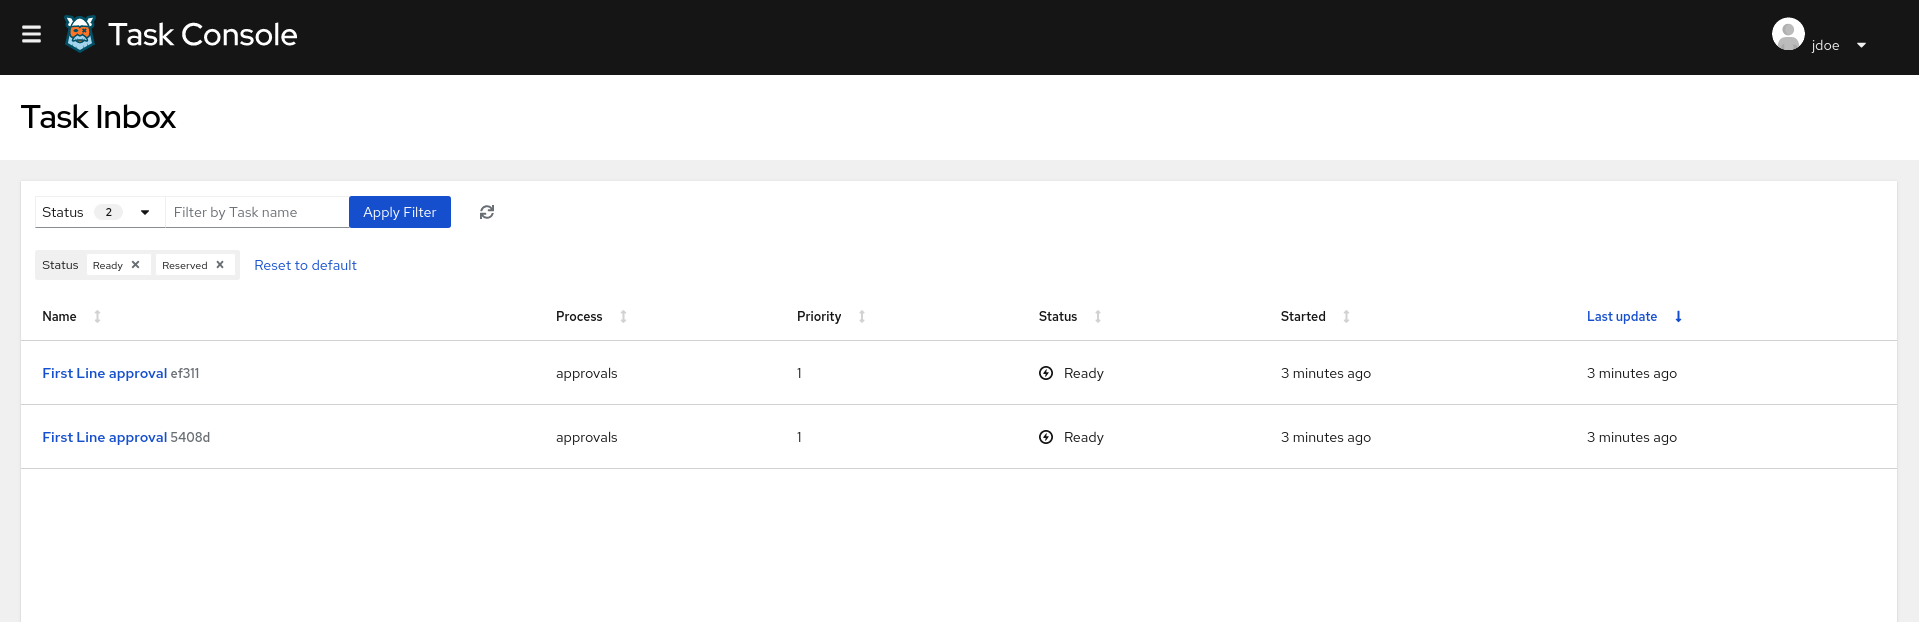 Task Console
jdoe
Task Inbox
Status 2 Filter by Task name Apply Filter
Status Ready Reserved Reset to default
Name Process Priority Status Started Last update
First Line approval ef311 approvals 1 Ready 3 minutes ago 3 minutes ago
First Line approval 5408d approvals 1 Ready 3 minutes ago 3 minutes ago